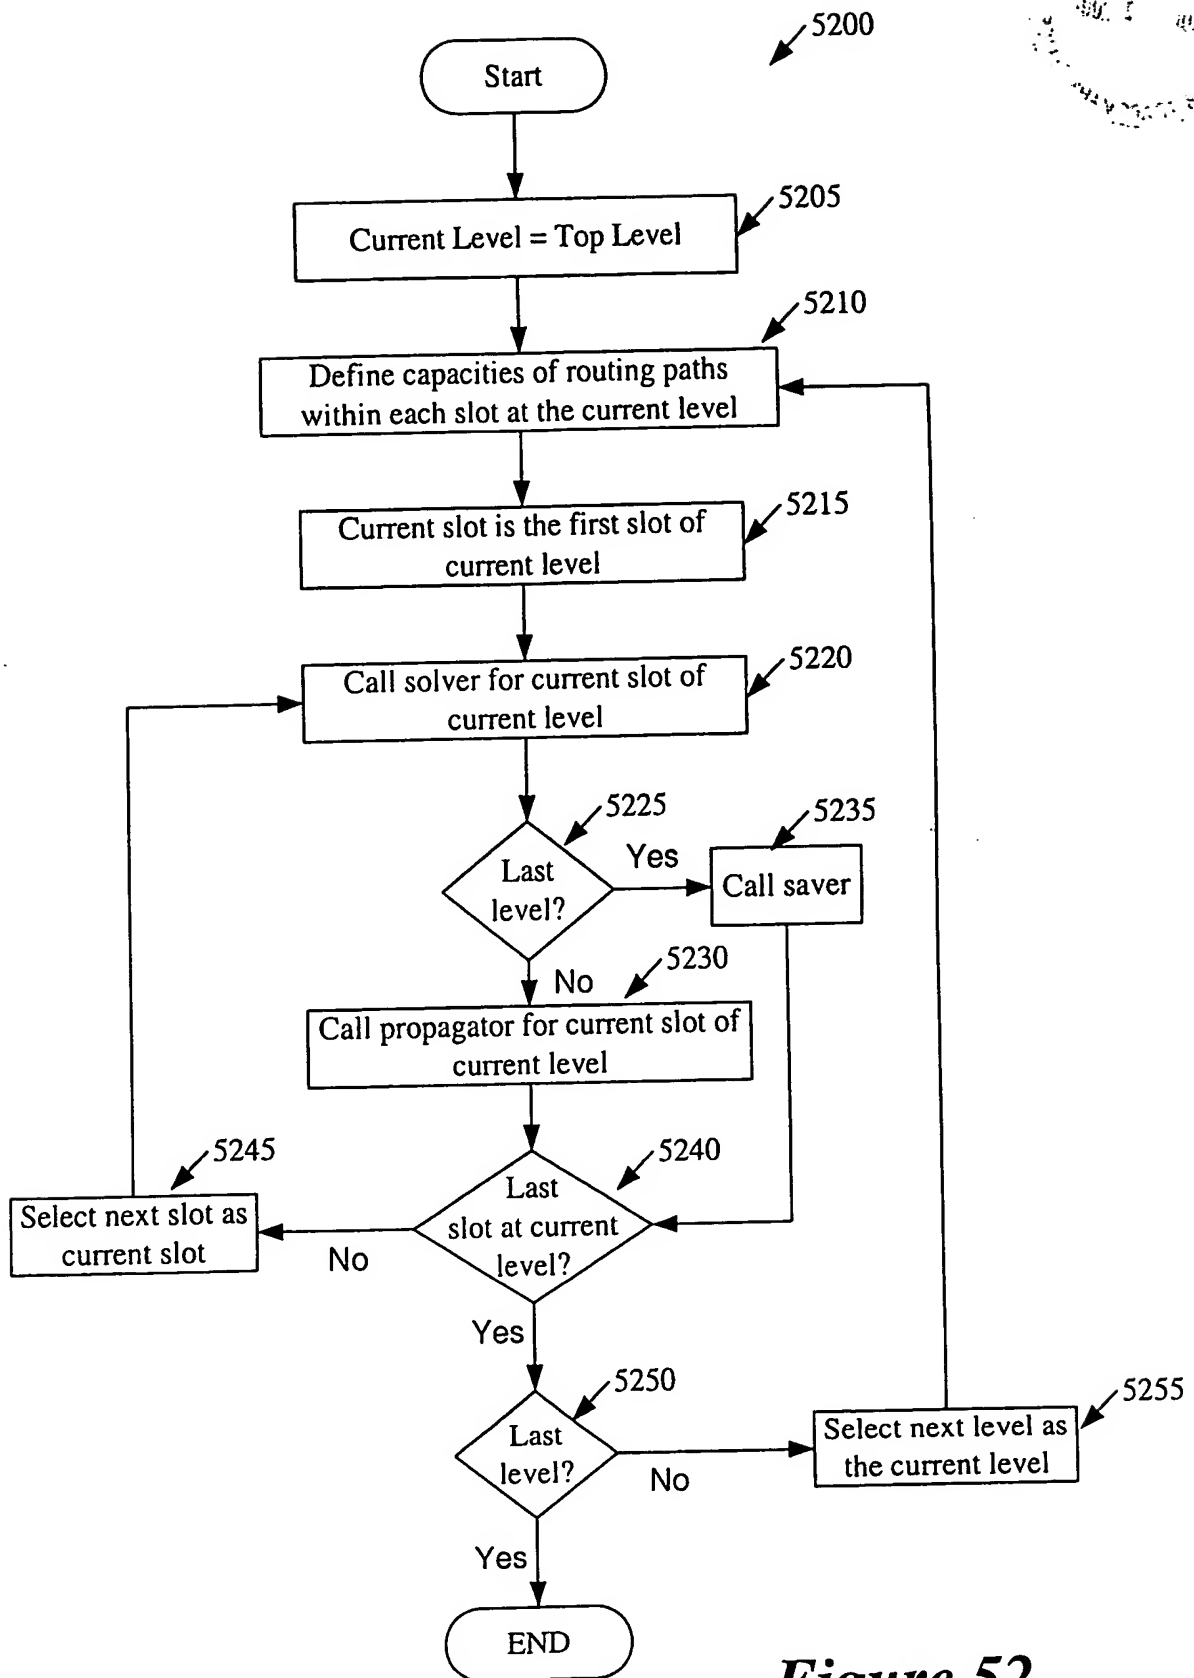 5200
Start
5205
Current Level = Top Level
5210
Define capacities of routing paths
within each slot at the current level
5215
Current slot is the first slot of
current level
5220
Call solver for current slot of
current level
5225
Last
level?
Yes
5235
Call saver
No
5230
Call propagator for current slot of
current level
5240
Last
slot at current
level?
No
5245
Select next slot as
current slot
Yes
5250
Last
level?
No
5255
Select next level as
the current level
Yes
END
Figure 52